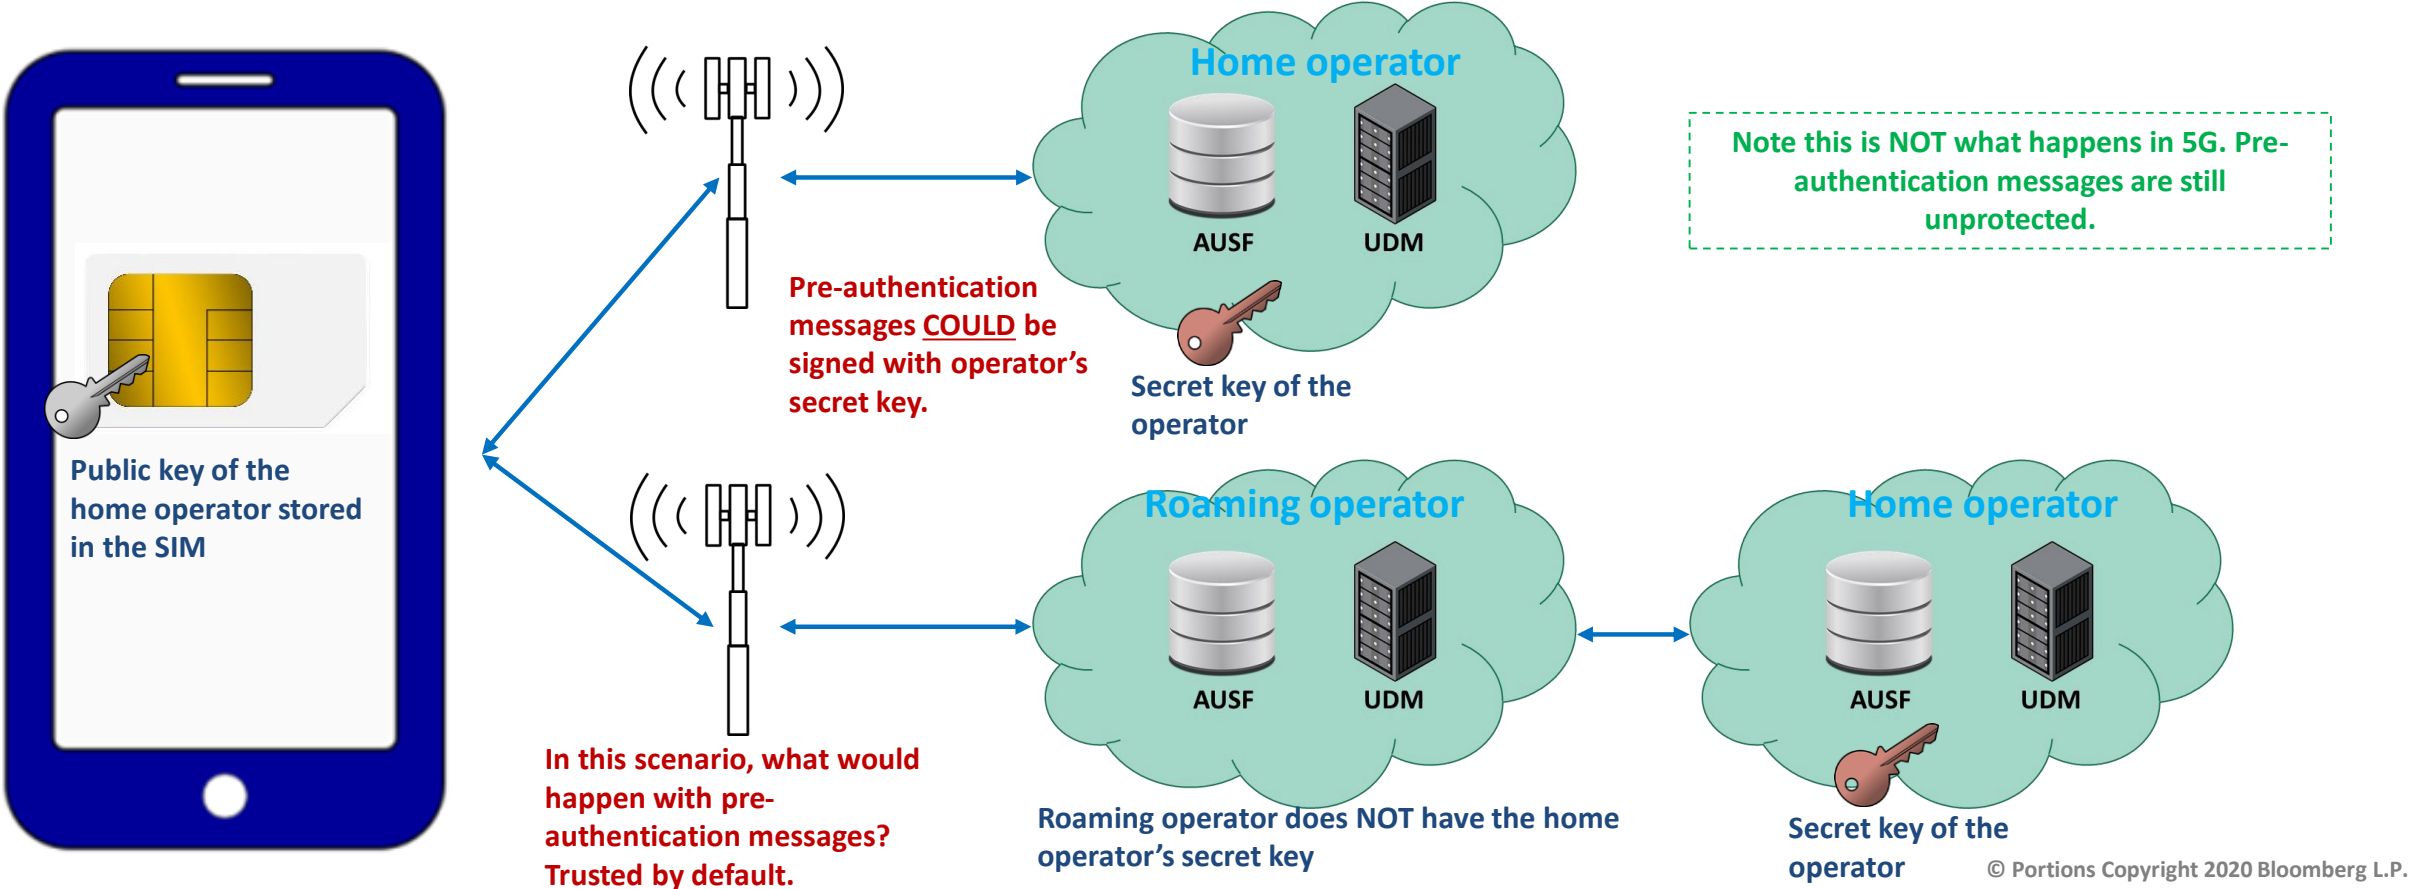 Home operator
AUSF
UDM
Note this is NOT what happens in 5G. Pre-
authentication messages are still
unprotected.
Pre-authentication
messages COULD be
signed with operator's
secret key.
Secret key of the
operator
Public key of the
home operator stored
in the SIM
Roaming operator
AUSF
UDM
Home operator
AUSF
UDM
In this scenario, what would
happen with pre-
authentication messages?
Trusted by default.
Roaming operator does NOT have the home
operator's secret key
Secret key of the
operator
© Portions Copyright 2020 Bloomberg L.P.